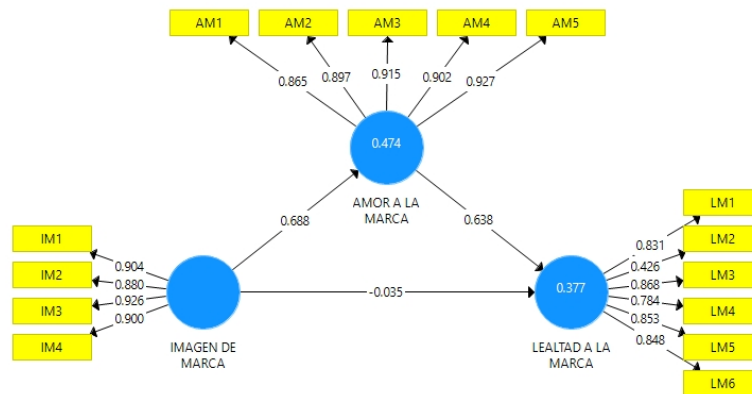 AM1 AM2 AM3 AM4 AM5
0.865 0.897 0.915 0.902 0.927
0.474
AMOR A LA
MARCA
0.688 0.638
IM1
IM2
IM3
IM4
0.904
0.880
0.926
0.900
IMAGEN DE
MARCA
-0.035
0.377
LEALTAD A LA
MARCA
0.831
0.426
0.868
0.784
0.853
0.848
LM1
LM2
LM3
LM4
LM5
LM6